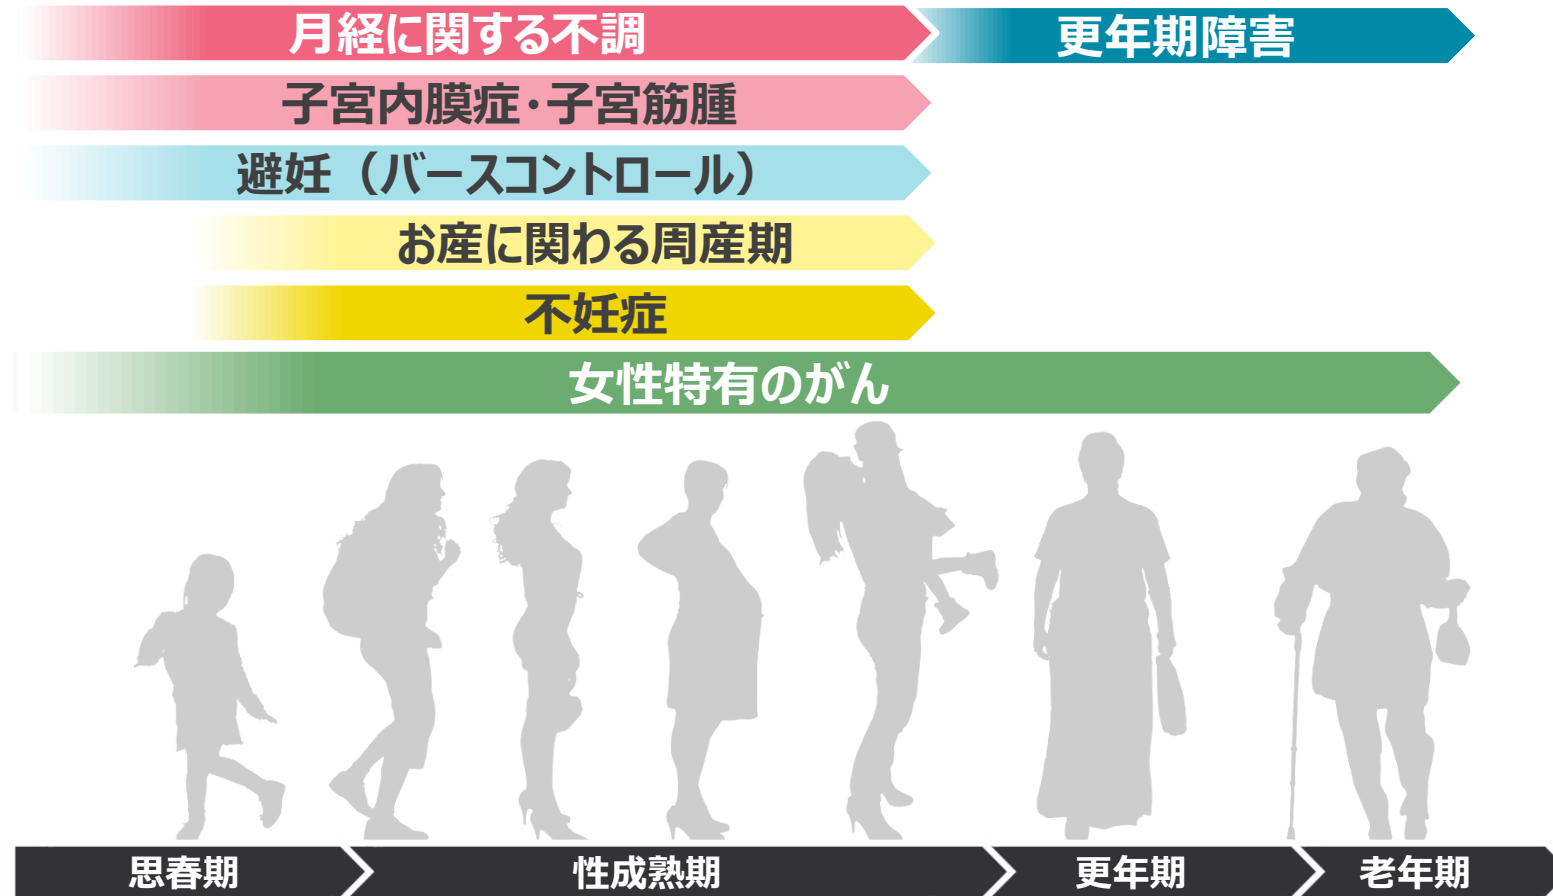 月経に関する不調
更年期障害
子宮内膜症・子宮筋腫
避妊（バースコントロール）
お産に関わる周産期
不妊症
女性特有のがん
思春期
性成熟期
更年期
老年期